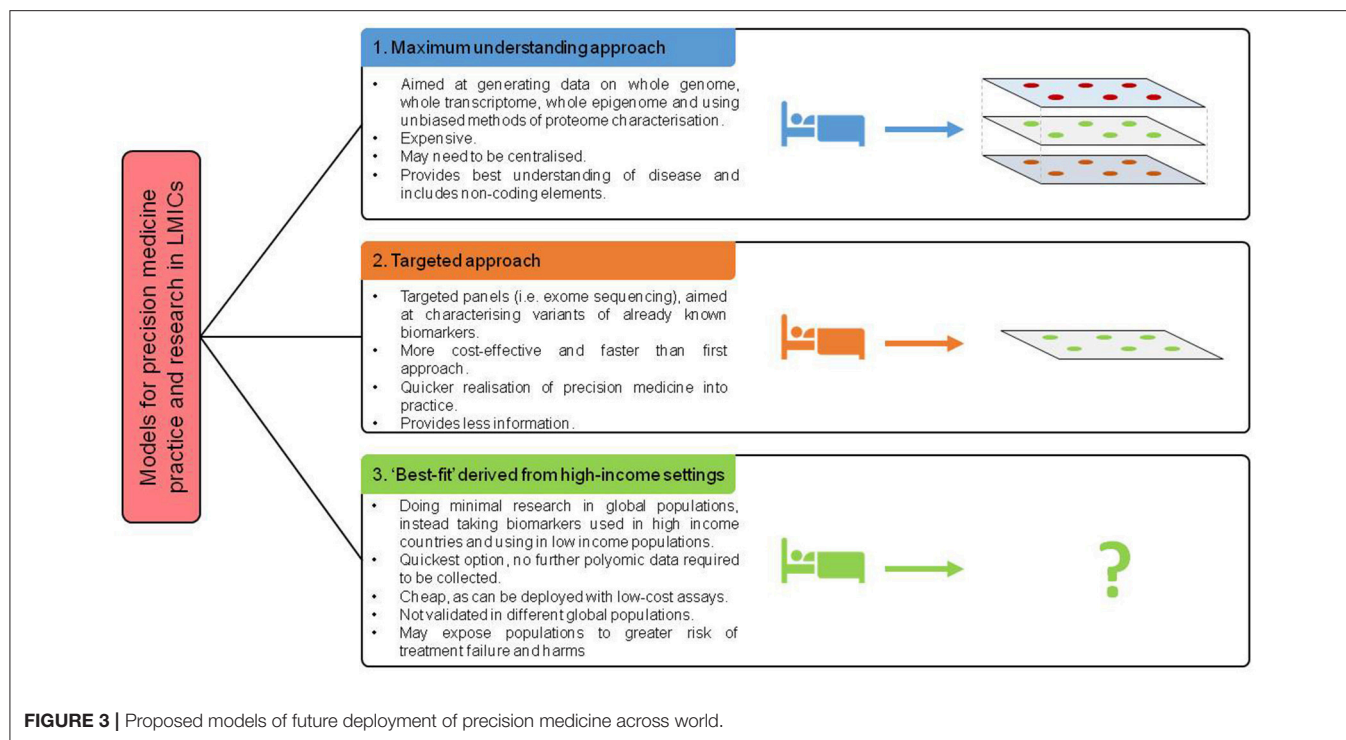 Models for precision medicine
practice and research in LMICs
1. Maximum understanding approach
• Aimed at generating data on whole genome,
whole transcriptome, whole epigenome and using
unbiased methods of proteome characterisation.
• Expensive.
• May need to be centralised.
• Provides best understanding of disease and
includes non-coding elements.
2. Targeted approach
• Targeted panels (i.e. exome sequencing), aimed
at characterising variants of already known
biomarkers.
• More cost-effective and faster than first
approach.
• Quicker realisation of precision medicine into
practice.
• Provides less information.
3. ‘Best-fit’ derived from high-income settings
• Doing minimal research in global populations,
instead taking biomarkers used in high income
countries and using in low income populations.
• Quickest option, no further polyomic data required
to be collected.
• Cheap, as can be deployed with low-cost assays.
• Not validated in different global populations.
• May expose populations to greater risk of
treatment failure and harms
?
FIGURE 3 | Proposed models of future deployment of precision medicine across world.